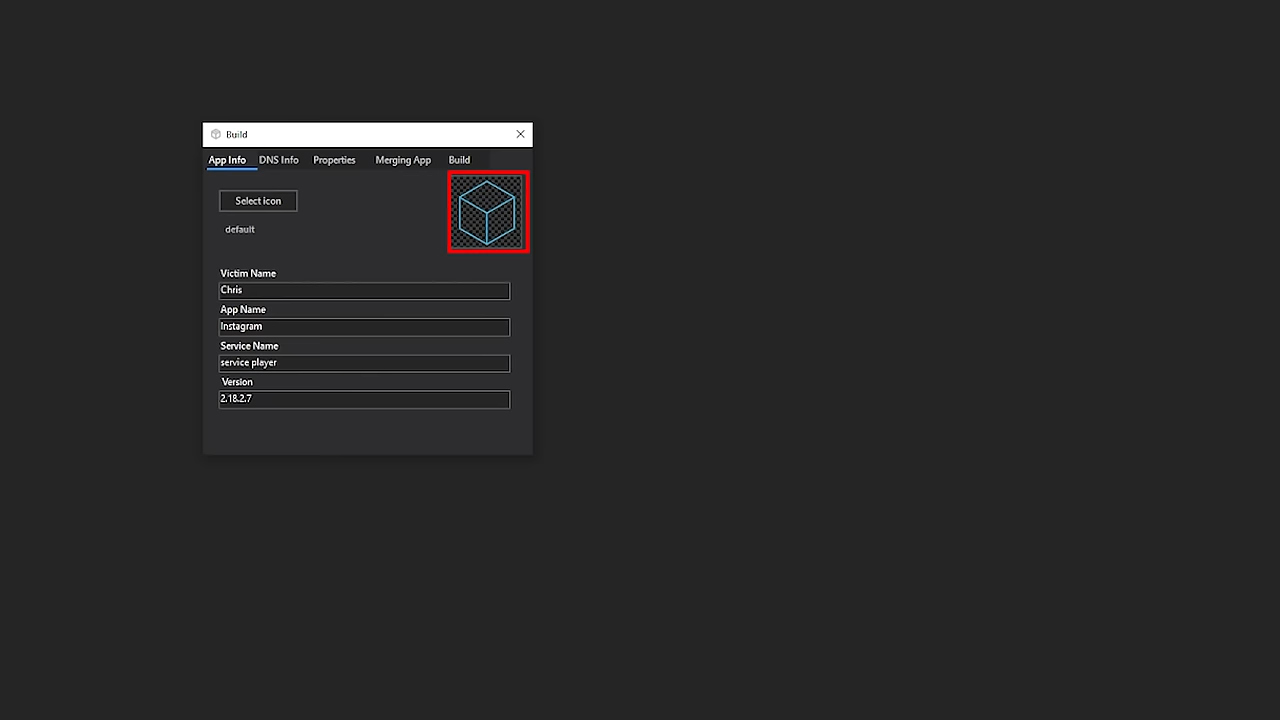 Build
App Info DNS Info Properties Merging App Build
Select icon
default
Victim Name
Chris
App Name
Instagram
Service Name
service player
Version
2.18.2.7